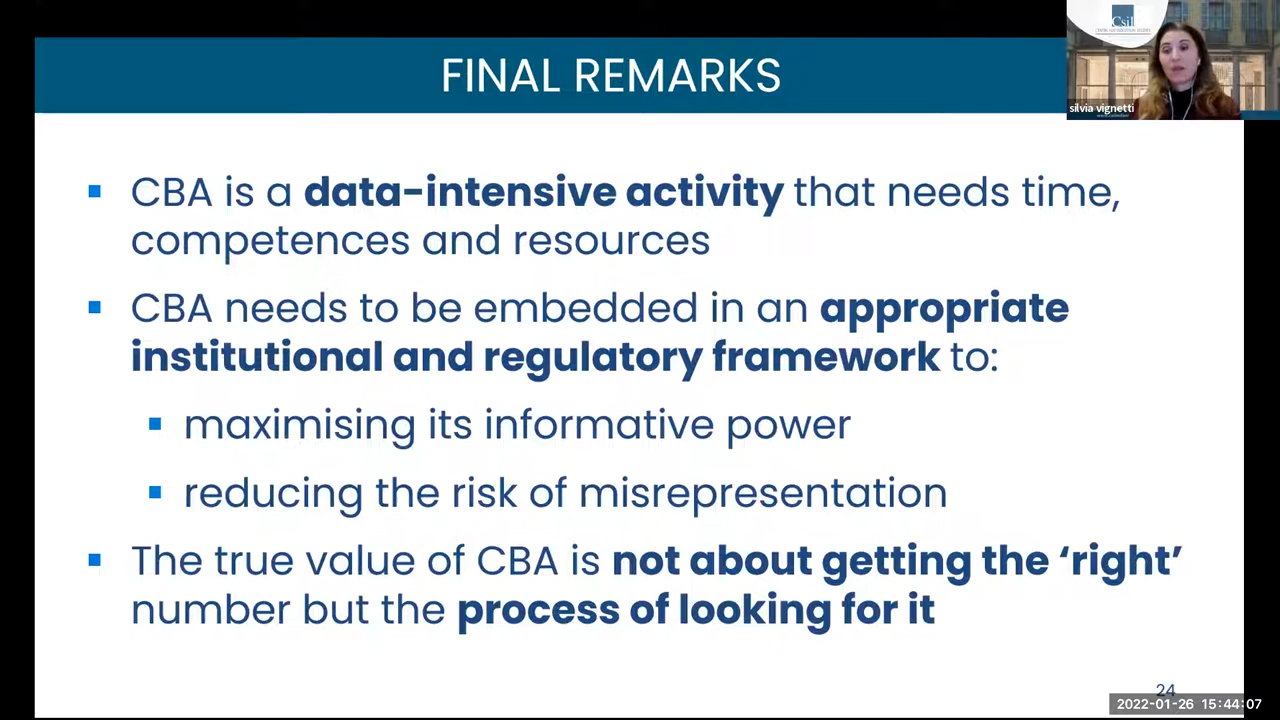 FINAL REMARKS
Csil
silvia vignetti
▪ CBA is a data-intensive activity that needs time,
competences and resources
▪ CBA needs to be embedded in an appropriate
institutional and regulatory framework to:
▪ maximising its informative power
▪ reducing the risk of misrepresentation
▪ The true value of CBA is not about getting the ‘right’
number but the process of looking for it
24
2022-01-26 15:44:07